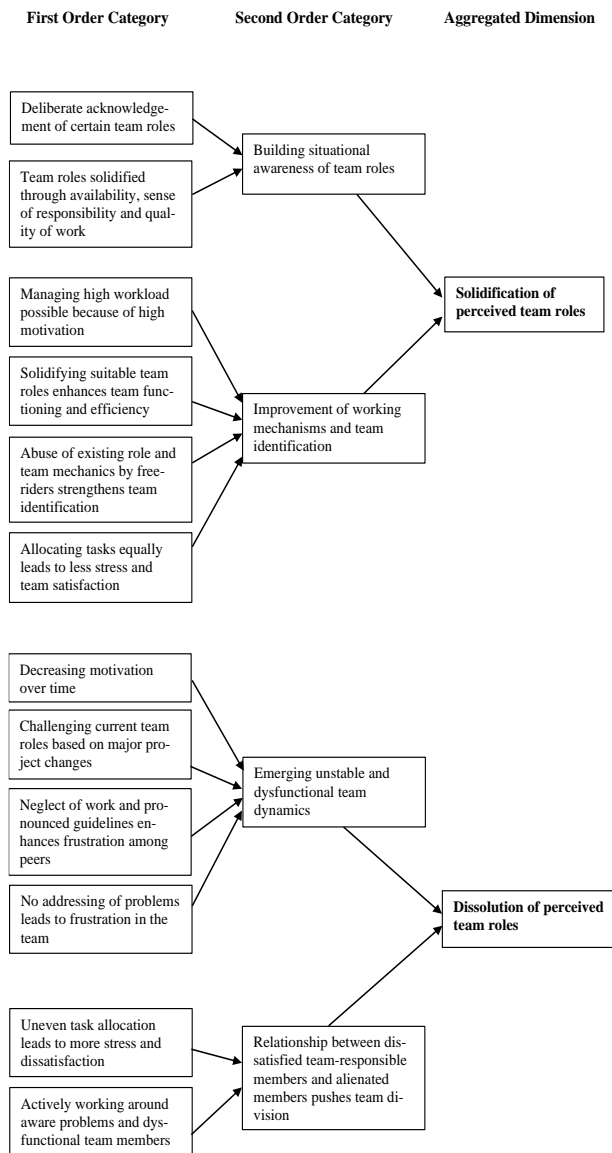 First Order Category
Second Order Category
Aggregated Dimension
Deliberate acknowledge-
ment of certain team roles
Team roles solidified
through availability, sense
of responsibility and qual-
ity of work
Building situational
awareness of team roles
Managing high workload
possible because of high
motivation
Solidifying suitable team
roles enhances team func-
tioning and efficiency
Abuse of existing role and
team mechanics by free-
riders strengthens team
identification
Allocating tasks equally
leads to less stress and
team satisfaction
Improvement of working
mechanisms and team
identification
Solidification of
perceived team roles
Decreasing motivation
over time
Challenging current team
roles based on major pro-
ject changes
Neglect of work and pro-
nounced guidelines en-
hances frustration among
peers
No addressing of problems
leads to frustration in the
team
Emerging unstable and
dysfunctional team
dynamics
Uneven task allocation
leads to more stress and
dissatisfaction
Actively working around
aware problems and dys-
functional team members
Relationship between dis-
satisfied team-responsible
members and alienated
members pushes team di-
vision
Dissolution of perceived
team roles